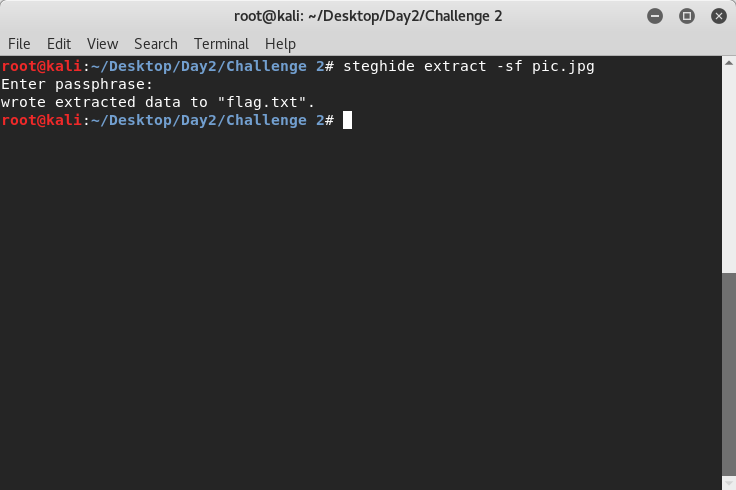 root@kali: ~/Desktop/Day2/Challenge 2
File Edit View Search Terminal Help
root@kali:~/Desktop/Day2/Challenge 2# steghide extract -sf pic.jpg
Enter passphrase:
wrote extracted data to "flag.txt".
root@kali:~/Desktop/Day2/Challenge 2#